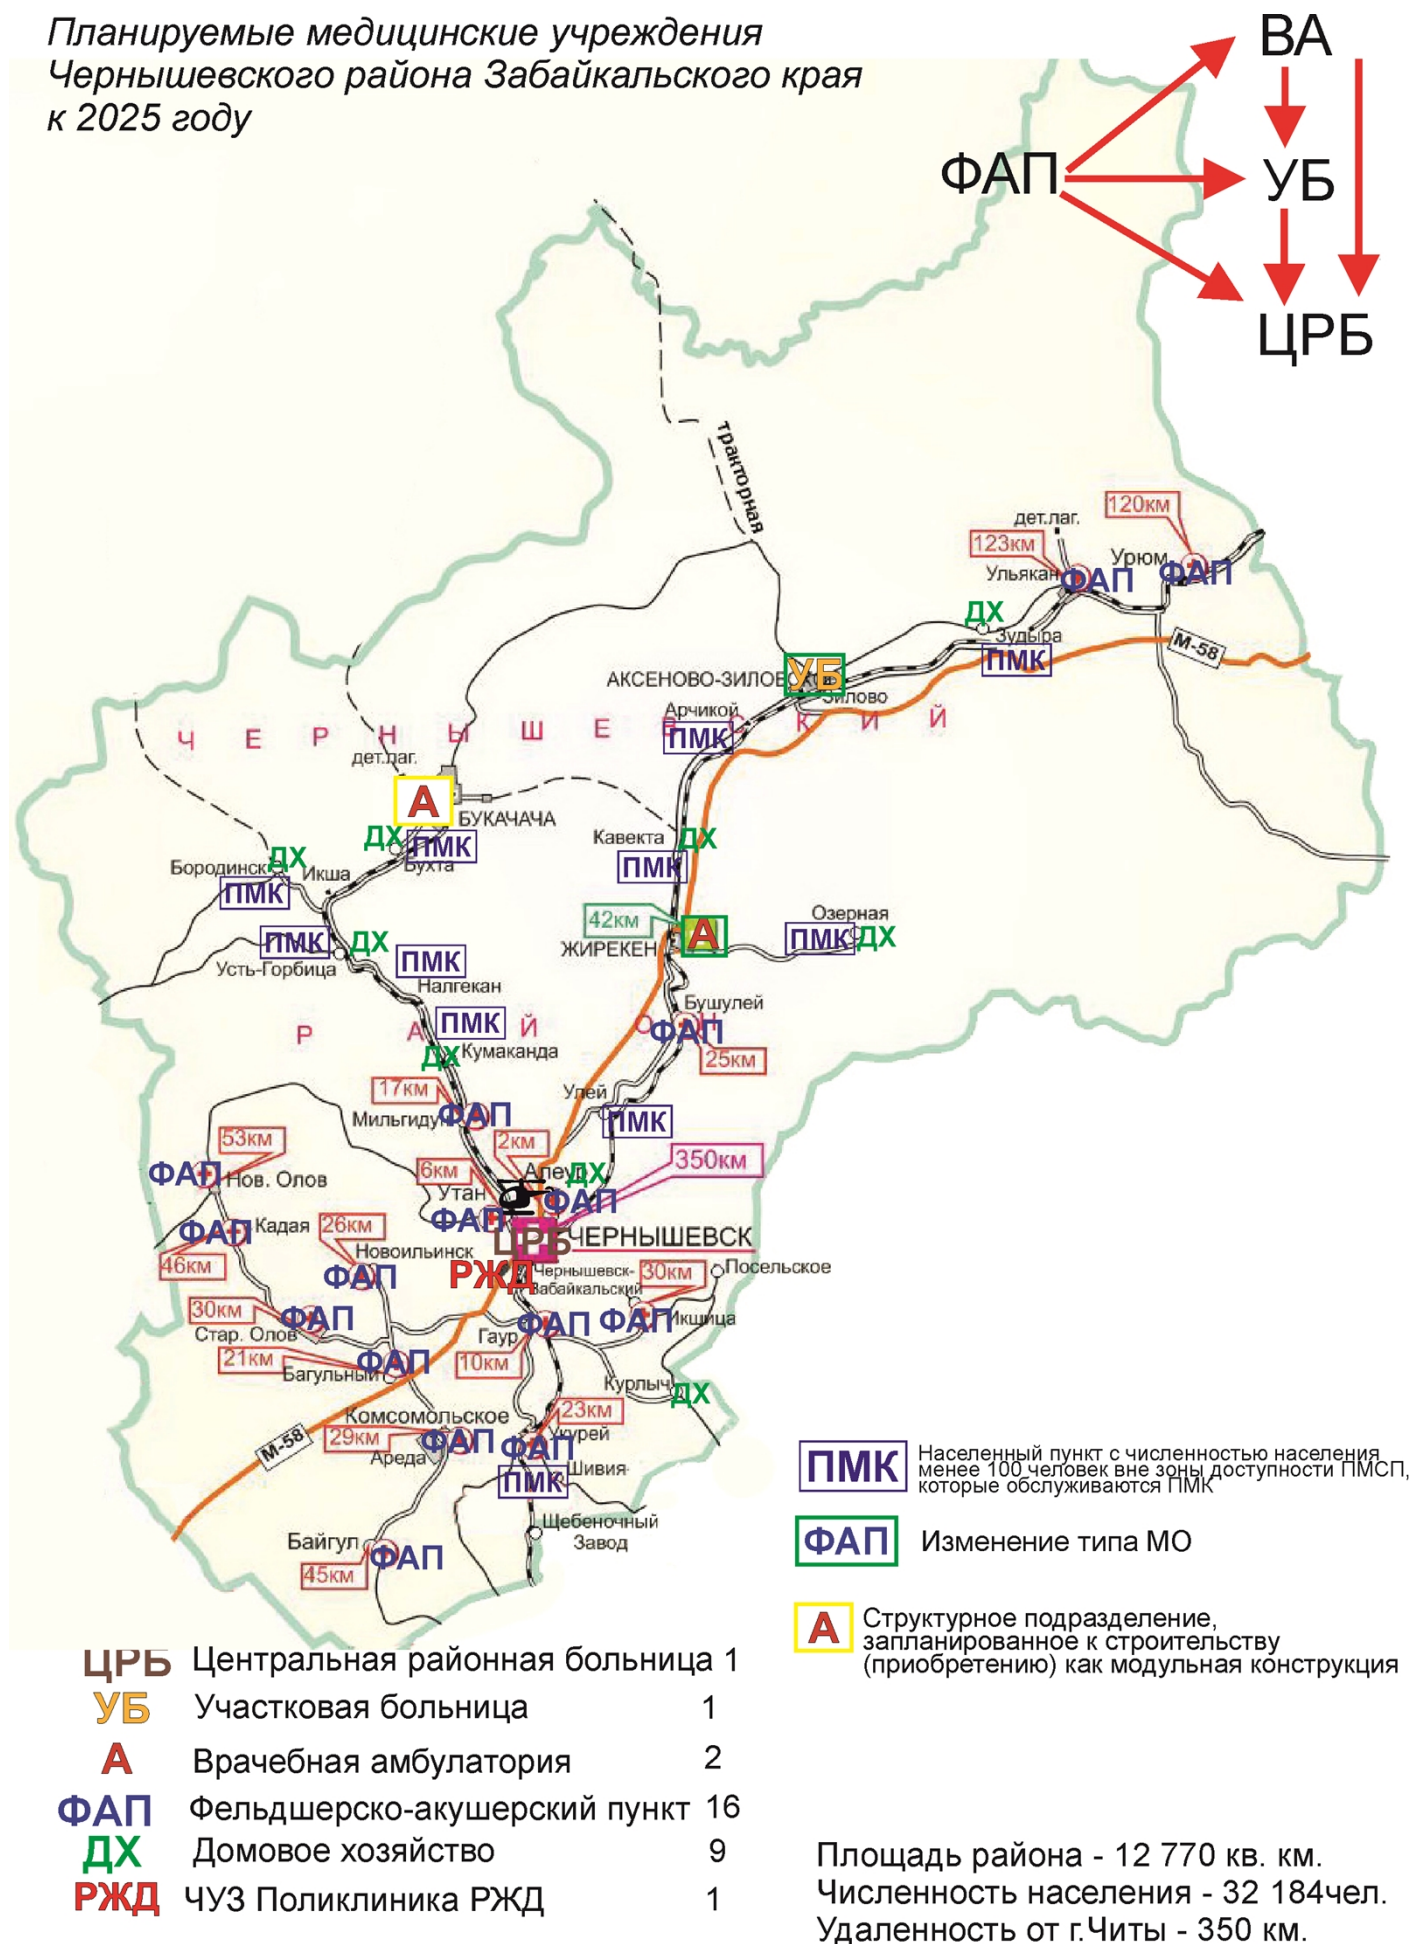 Планируемые медицинские учреждения
Чернышевского района Забайкальского края
к 2025 году
ВА
ФАП
УБ
ЦРБ
тракторная
120км
дет.лаг.
123км
Урюм
Ульякан
ФАП
ФАП
ДХ
Зудыра
ПМК
М-58
АКСЕНОВО-ЗИЛОВСКОЕ
УБ
Зилово
Арчикой
ПМК
ЧЕРНЫШЕВСКИЙ
дет.лаг.
А
БУКАЧАЧА
ДХ
ПМК
Бухта
Кавекта
ДХ
ПМК
Бородинск
ДХ
Икша
ПМК
42км
А
ЖИРЕКЕН
Озерная
ПМК
ДХ
ПМК
ДХ
Усть-Горбица
ПМК
Налгекан
Бушулей
РАЙОН
ФАП
25км
ПМК
ДХ
Кумаканда
17км
Мильгидун
ФАП
Улей
ПМК
53км
ФАП
Нов. Олов
2км
Алеур
ДХ
350км
6км
Утан
ФАП
ФАП
ФАП
Кадая
46км
26км
Новоильинск
ФАП
ЦРБ
ЧЕРНЫШЕВСК
РЖД
Чернышевск-
Забайкальский
30км
Посельское
30км
Стар. Олов
ФАП
Гаур
ФАП
ФАП
Икшица
21км
Багульный
ФАП
10км
Курлыч
ДХ
Комсомольское
29км
ФАП
Ареда
23км
Укурей
ФАП
М-58
ПМК
Шивия
Байгул
ФАП
45км
Щебеночный
Завод
ПМК
Населенный пункт с численностью населения
менее 100 человек вне зоны доступности ПМСП,
которые обслуживаются ПМК
ФАП Изменение типа МО
А
Структурное подразделение,
запланированное к строительству
(приобретению) как модульная конструкция
ЦРБ Центральная районная больница 1
УБ Участковая больница 1
А Врачебная амбулатория 2
ФАП Фельдшерско-акушерский пункт 16
ДХ Домовое хозяйство 9
РЖД ЧУЗ Поликлиника РЖД 1
Площадь района - 12 770 кв. км.
Численность населения - 32 184чел.
Удаленность от г.Читы - 350 км.